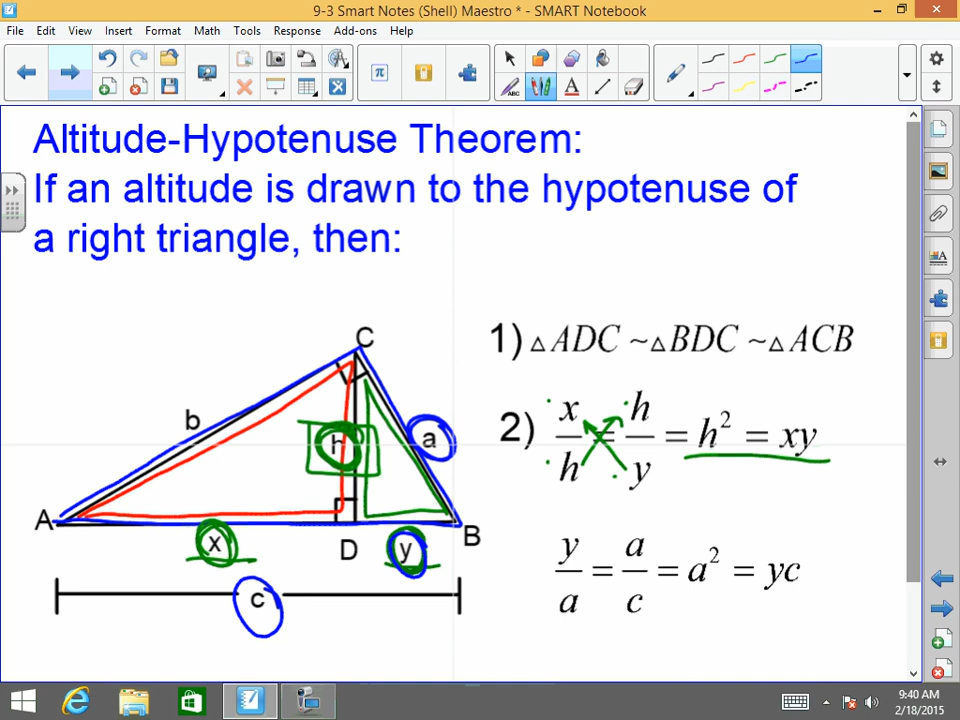 9-3 Smart Notes (Shell) Maestro * - SMART Notebook
File Edit View Insert Format Math Tools Response Add-ons Help
π
ABC A
Altitude-Hypotenuse Theorem:
If an altitude is drawn to the hypotenuse of
a right triangle, then:
C
b
h
a
A
x
D
y
B
c
1) △ADC ~△BDC ~△ACB
2) x/h = h/y = h² = xy
y/a = a/c = a² = yc
9:40 AM
2/18/2015